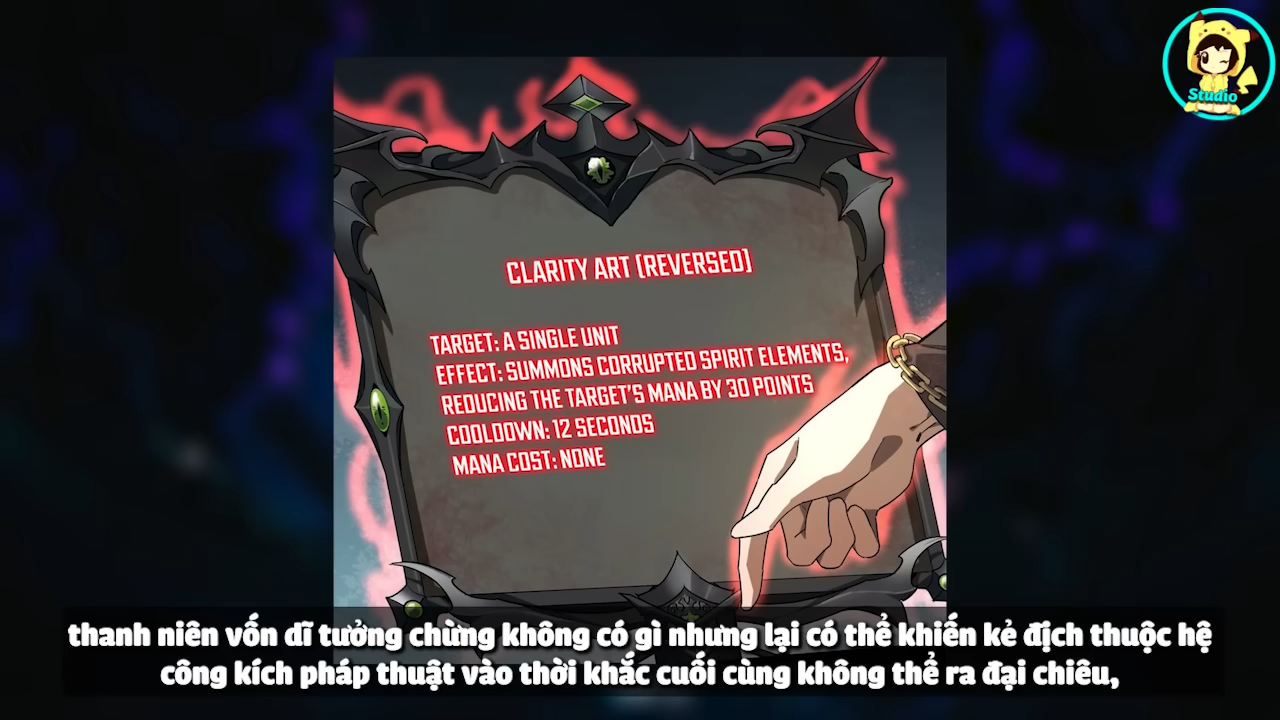 Studio
CLARITY ART [REVERSED]
TARGET: A SINGLE UNIT
EFFECT: SUMMONS CORRUPTED SPIRIT ELEMENTS,
REDUCING THE TARGET'S MANA BY 30 POINTS
COOLDOWN: 12 SECONDS
MANA COST: NONE
thanh niên vốn dĩ tưởng chừng không có gì nhưng lại có thể khiến kẻ địch thuộc hệ
công kích pháp thuật vào thời khắc cuối cùng không thể ra đại chiêu,